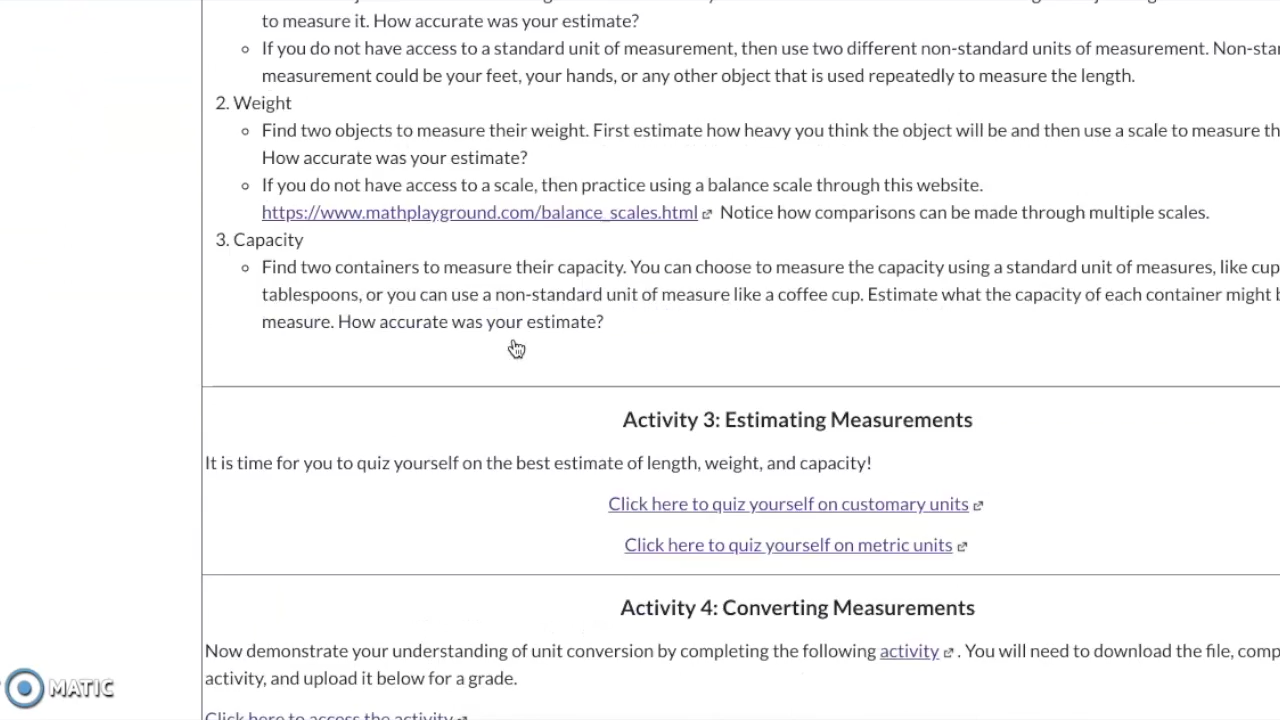 to measure it. How accurate was your estimate?
If you do not have access to a standard unit of measurement, then use two different non-standard units of measurement.
measurement could be your feet, your hands, or any other object that is used repeatedly to measure the length.
2. Weight
Find two objects to measure their weight. First estimate how heavy you think the object will be and then use a scale to measure
How accurate was your estimate?
If you do not have access to a scale, then practice using a balance scale through this website.
https://www.mathplayground.com/balance_scales.html Notice how comparisons can be made through multiple scales.
3. Capacity
Find two containers to measure their capacity. You can choose to measure the capacity using a standard unit of measures, like
tablespoons, or you can use a non-standard unit of measure like a coffee cup. Estimate what the capacity of each container might
measure. How accurate was your estimate?
Activity 3: Estimating Measurements
It is time for you to quiz yourself on the best estimate of length, weight, and capacity!
Click here to quiz yourself on customary units
Click here to quiz yourself on metric units
Activity 4: Converting Measurements
Now demonstrate your understanding of unit conversion by completing the following activity . You will need to download the file,
activity, and upload it below for a grade.
Click here to access the activity
MATIC